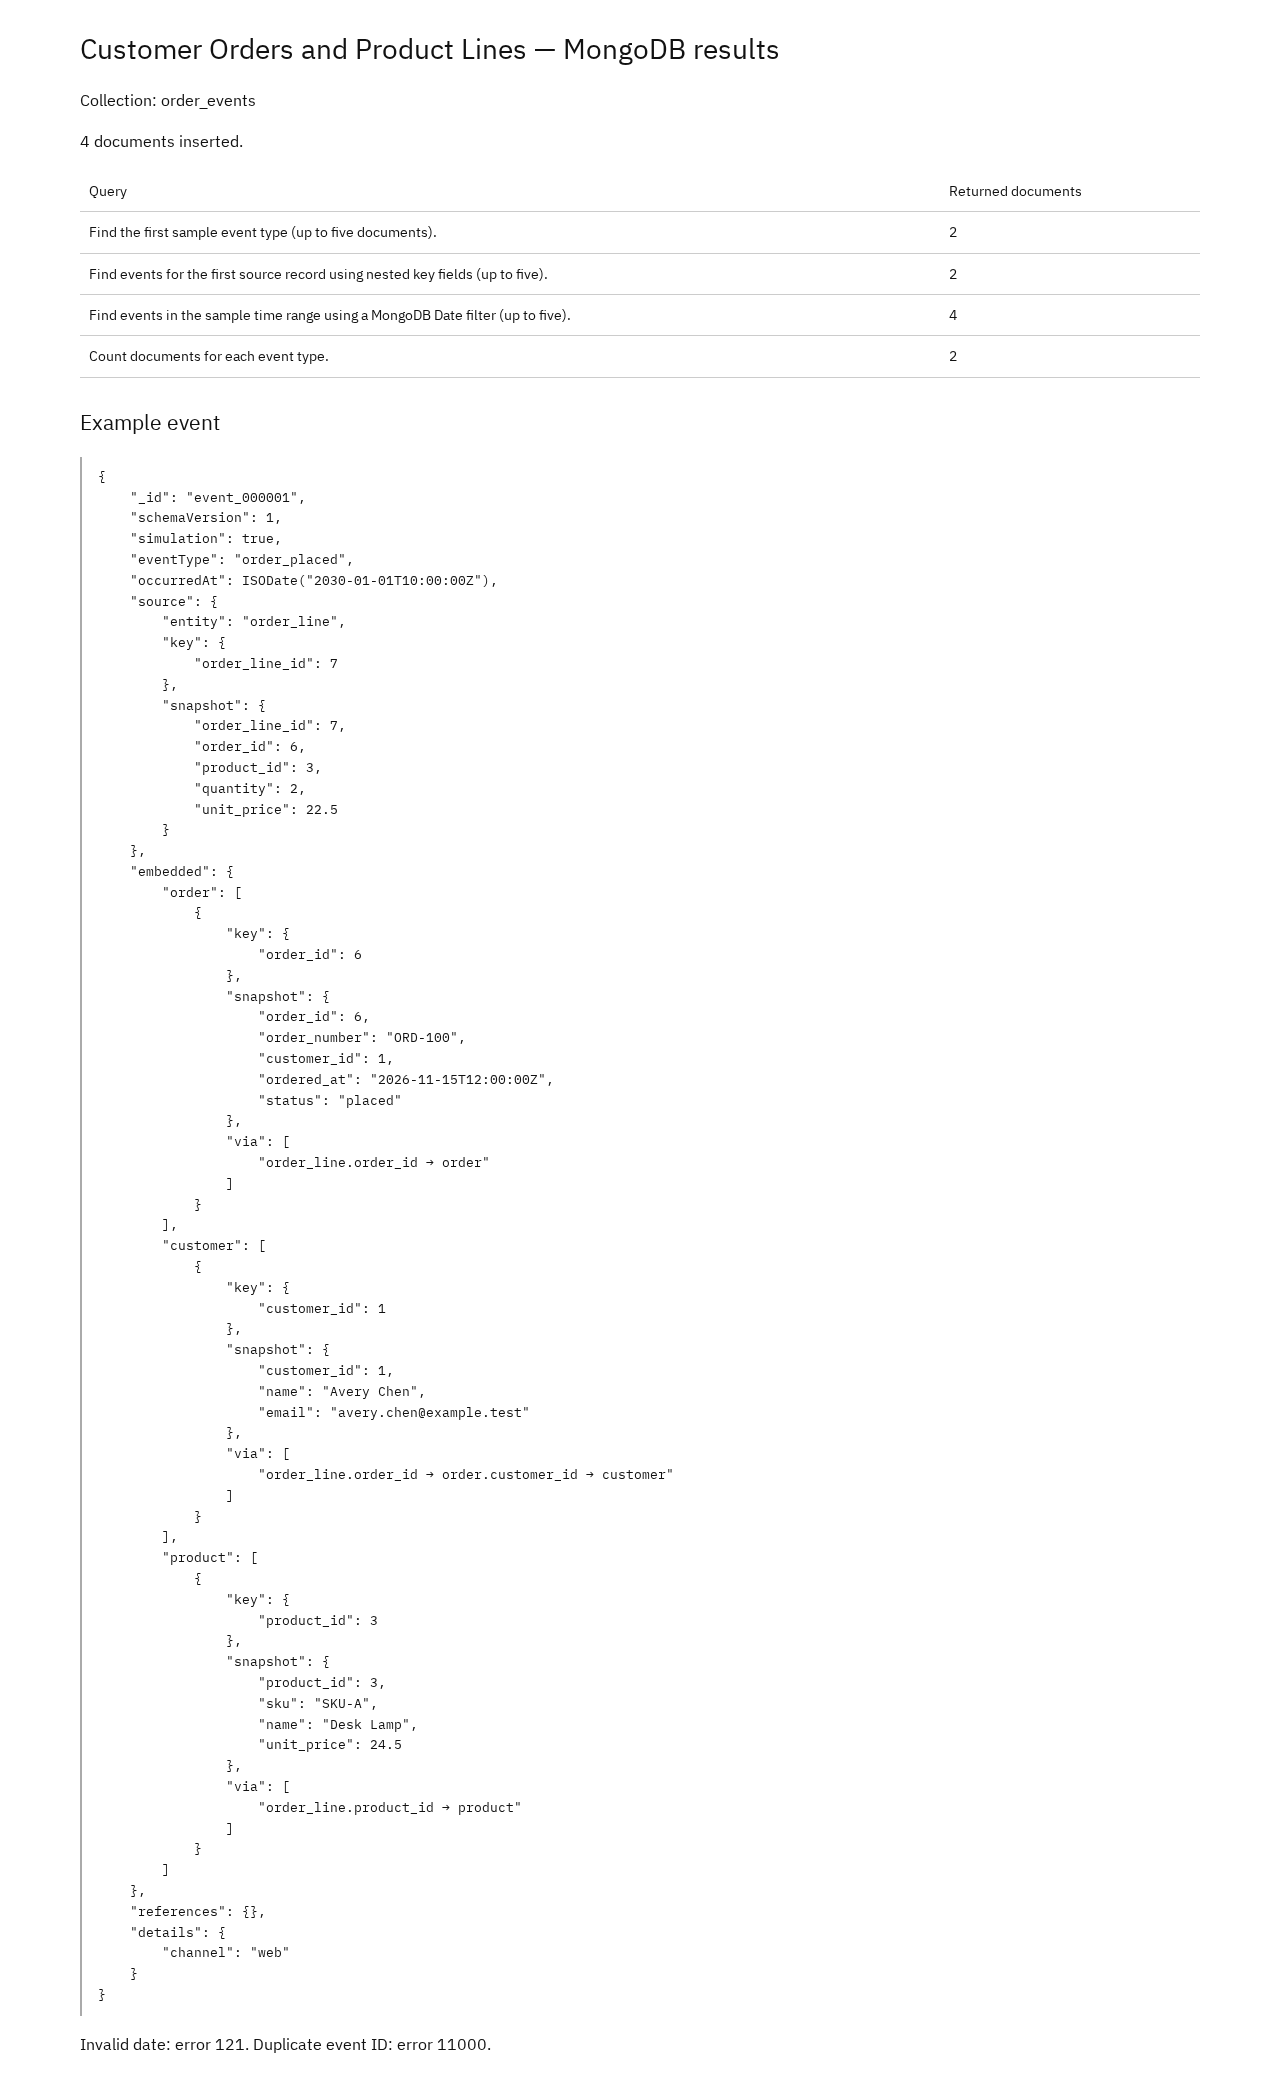 Customer Orders and Product Lines — MongoDB results
Collection: order_events
4 documents inserted.
Query Returned documents
Find the first sample event type (up to five documents). 2
Find events for the first source record using nested key fields (up to five). 2
Find events in the sample time range using a MongoDB Date filter (up to five). 4
Count documents for each event type. 2
Example event
{
    "_id": "event_000001",
    "schemaVersion": 1,
    "simulation": true,
    "eventType": "order_placed",
    "occurredAt": ISODate("2030-01-01T10:00:00Z"),
    "source": {
        "entity": "order_line",
        "key": {
            "order_line_id": 7
        },
        "snapshot": {
            "order_line_id": 7,
            "order_id": 6,
            "product_id": 3,
            "quantity": 2,
            "unit_price": 22.5
        }
    },
    "embedded": {
        "order": [
            {
                "key": {
                    "order_id": 6
                },
                "snapshot": {
                    "order_id": 6,
                    "order_number": "ORD-100",
                    "customer_id": 1,
                    "ordered_at": "2026-11-15T12:00:00Z",
                    "status": "placed"
                },
                "via": [
                    "order_line.order_id → order"
                ]
            }
        ],
        "customer": [
            {
                "key": {
                    "customer_id": 1
                },
                "snapshot": {
                    "customer_id": 1,
                    "name": "Avery Chen",
                    "email": "avery.chen@example.test"
                },
                "via": [
                    "order_line.order_id → order.customer_id → customer"
                ]
            }
        ],
        "product": [
            {
                "key": {
                    "product_id": 3
                },
                "snapshot": {
                    "product_id": 3,
                    "sku": "SKU-A",
                    "name": "Desk Lamp",
                    "unit_price": 24.5
                },
                "via": [
                    "order_line.product_id → product"
                ]
            }
        ]
    },
    "references": {},
    "details": {
        "channel": "web"
    }
}
Invalid date: error 121. Duplicate event ID: error 11000.